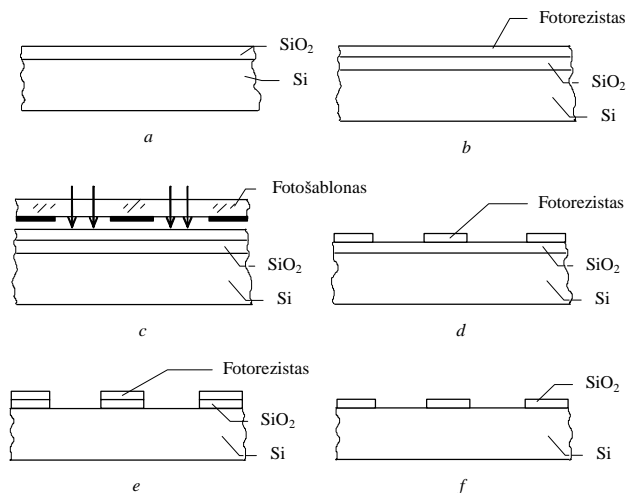 SiO₂
Si
a
Fotorezistas
SiO₂
Si
b
Fotošablonas
SiO₂
Si
c
Fotorezistas
SiO₂
Si
d
Fotorezistas
SiO₂
Si
e
SiO₂
Si
f